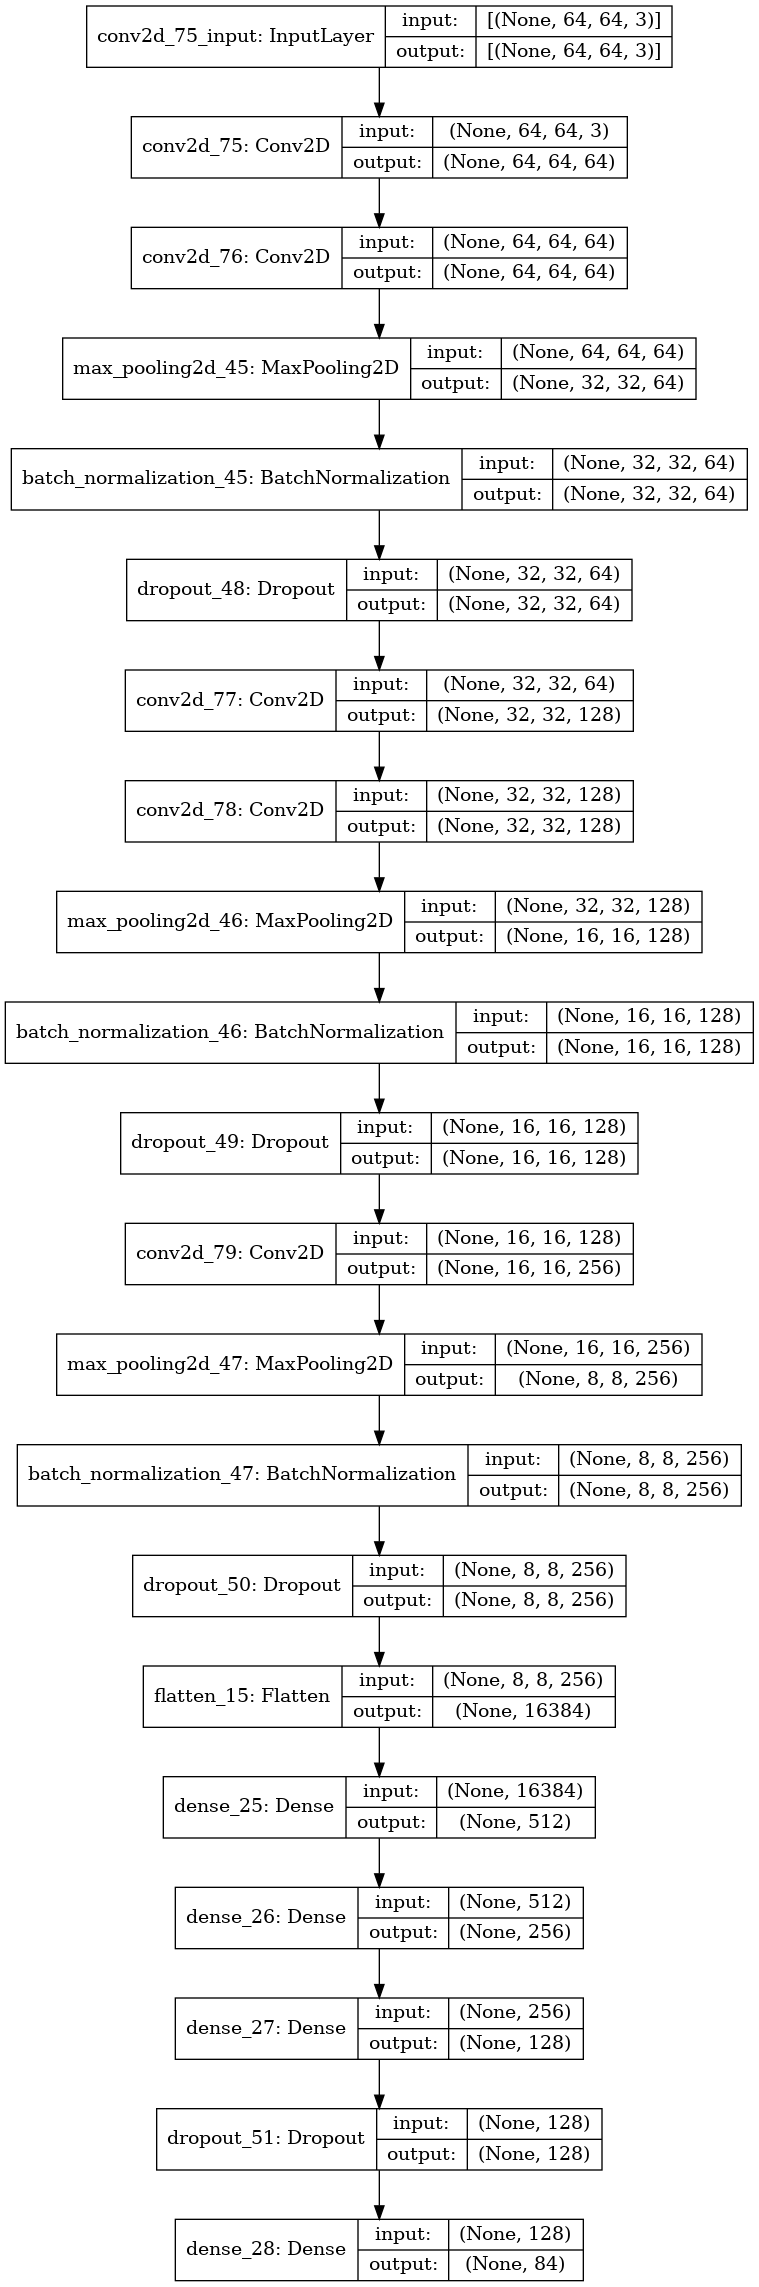 conv2d_75_input: InputLayer
input: [(None, 64, 64, 3)]
output: [(None, 64, 64, 3)]
conv2d_75: Conv2D
input: (None, 64, 64, 3)
output: (None, 64, 64, 64)
conv2d_76: Conv2D
input: (None, 64, 64, 64)
output: (None, 64, 64, 64)
max_pooling2d_45: MaxPooling2D
input: (None, 64, 64, 64)
output: (None, 32, 32, 64)
batch_normalization_45: BatchNormalization
input: (None, 32, 32, 64)
output: (None, 32, 32, 64)
dropout_48: Dropout
input: (None, 32, 32, 64)
output: (None, 32, 32, 64)
conv2d_77: Conv2D
input: (None, 32, 32, 64)
output: (None, 32, 32, 128)
conv2d_78: Conv2D
input: (None, 32, 32, 128)
output: (None, 32, 32, 128)
max_pooling2d_46: MaxPooling2D
input: (None, 32, 32, 128)
output: (None, 16, 16, 128)
batch_normalization_46: BatchNormalization
input: (None, 16, 16, 128)
output: (None, 16, 16, 128)
dropout_49: Dropout
input: (None, 16, 16, 128)
output: (None, 16, 16, 128)
conv2d_79: Conv2D
input: (None, 16, 16, 128)
output: (None, 16, 16, 256)
max_pooling2d_47: MaxPooling2D
input: (None, 16, 16, 256)
output: (None, 8, 8, 256)
batch_normalization_47: BatchNormalization
input: (None, 8, 8, 256)
output: (None, 8, 8, 256)
dropout_50: Dropout
input: (None, 8, 8, 256)
output: (None, 8, 8, 256)
flatten_15: Flatten
input: (None, 8, 8, 256)
output: (None, 16384)
dense_25: Dense
input: (None, 16384)
output: (None, 512)
dense_26: Dense
input: (None, 512)
output: (None, 256)
dense_27: Dense
input: (None, 256)
output: (None, 128)
dropout_51: Dropout
input: (None, 128)
output: (None, 128)
dense_28: Dense
input: (None, 128)
output: (None, 84)